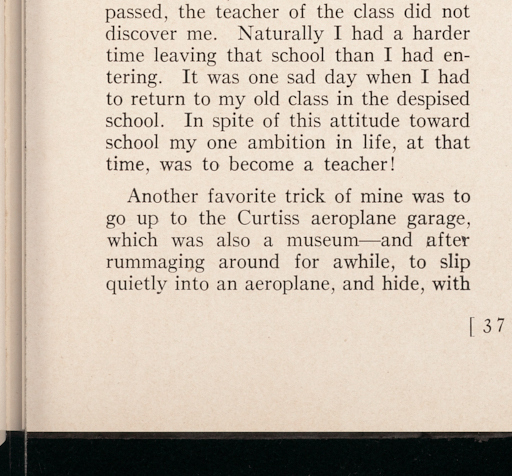 passed, the teacher of the class did not
discover me. Naturally I had a harder
time leaving that school than I had en-
tering. It was one sad day when I had
to return to my old class in the despised
school. In spite of this attitude toward
school my one ambition in life, at that
time, was to become a teacher!
Another favorite trick of mine was to
go up to the Curtiss aeroplane garage,
which was also a museum—and after
rummaging around for awhile, to slip
quietly into an aeroplane, and hide, with
[ 37